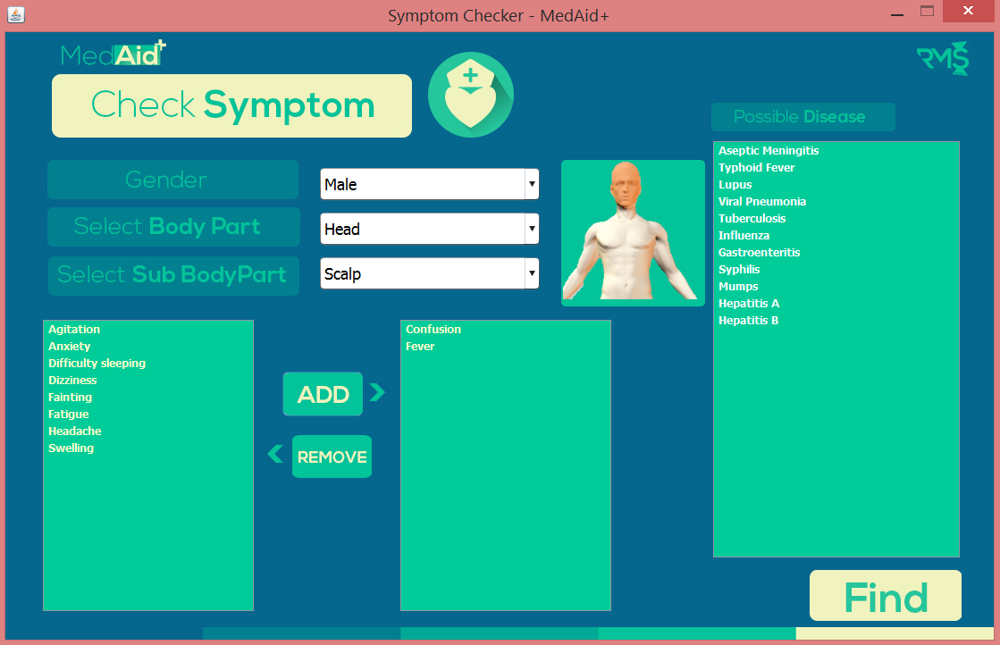 Symptom Checker - MedAid+
MedAid+
RMS
Check Symptom
Possible Disease
Gender
Male
Select Body Part
Head
Select Sub BodyPart
Scalp
Agitation
Anxiety
Difficulty sleeping
Dizziness
Fainting
Fatigue
Headache
Swelling
ADD
REMOVE
Confusion
Fever
Aseptic Meningitis
Typhoid Fever
Lupus
Viral Pneumonia
Tuberculosis
Influenza
Gastroenteritis
Syphilis
Mumps
Hepatitis A
Hepatitis B
Find